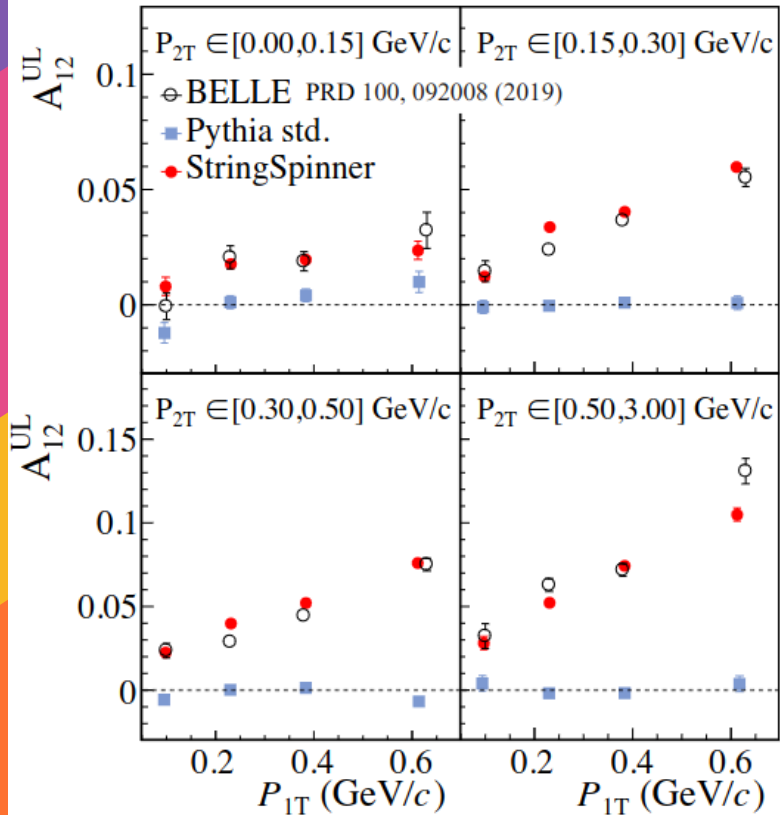 P2T ∈[0.00,0.15] GeV/c
P2T ∈[0.15,0.30] GeV/c
BELLE PRD 100, 092008 (2019)
Pythia std.
StringSpinner
A12UL
0.1
0.05
0
P2T ∈[0.30,0.50] GeV/c
P2T ∈[0.50,3.00] GeV/c
A12UL
0.15
0.1
0.05
0
0.2 0.4 0.6
0.2 0.4 0.6
P1T (GeV/c)
P1T (GeV/c)